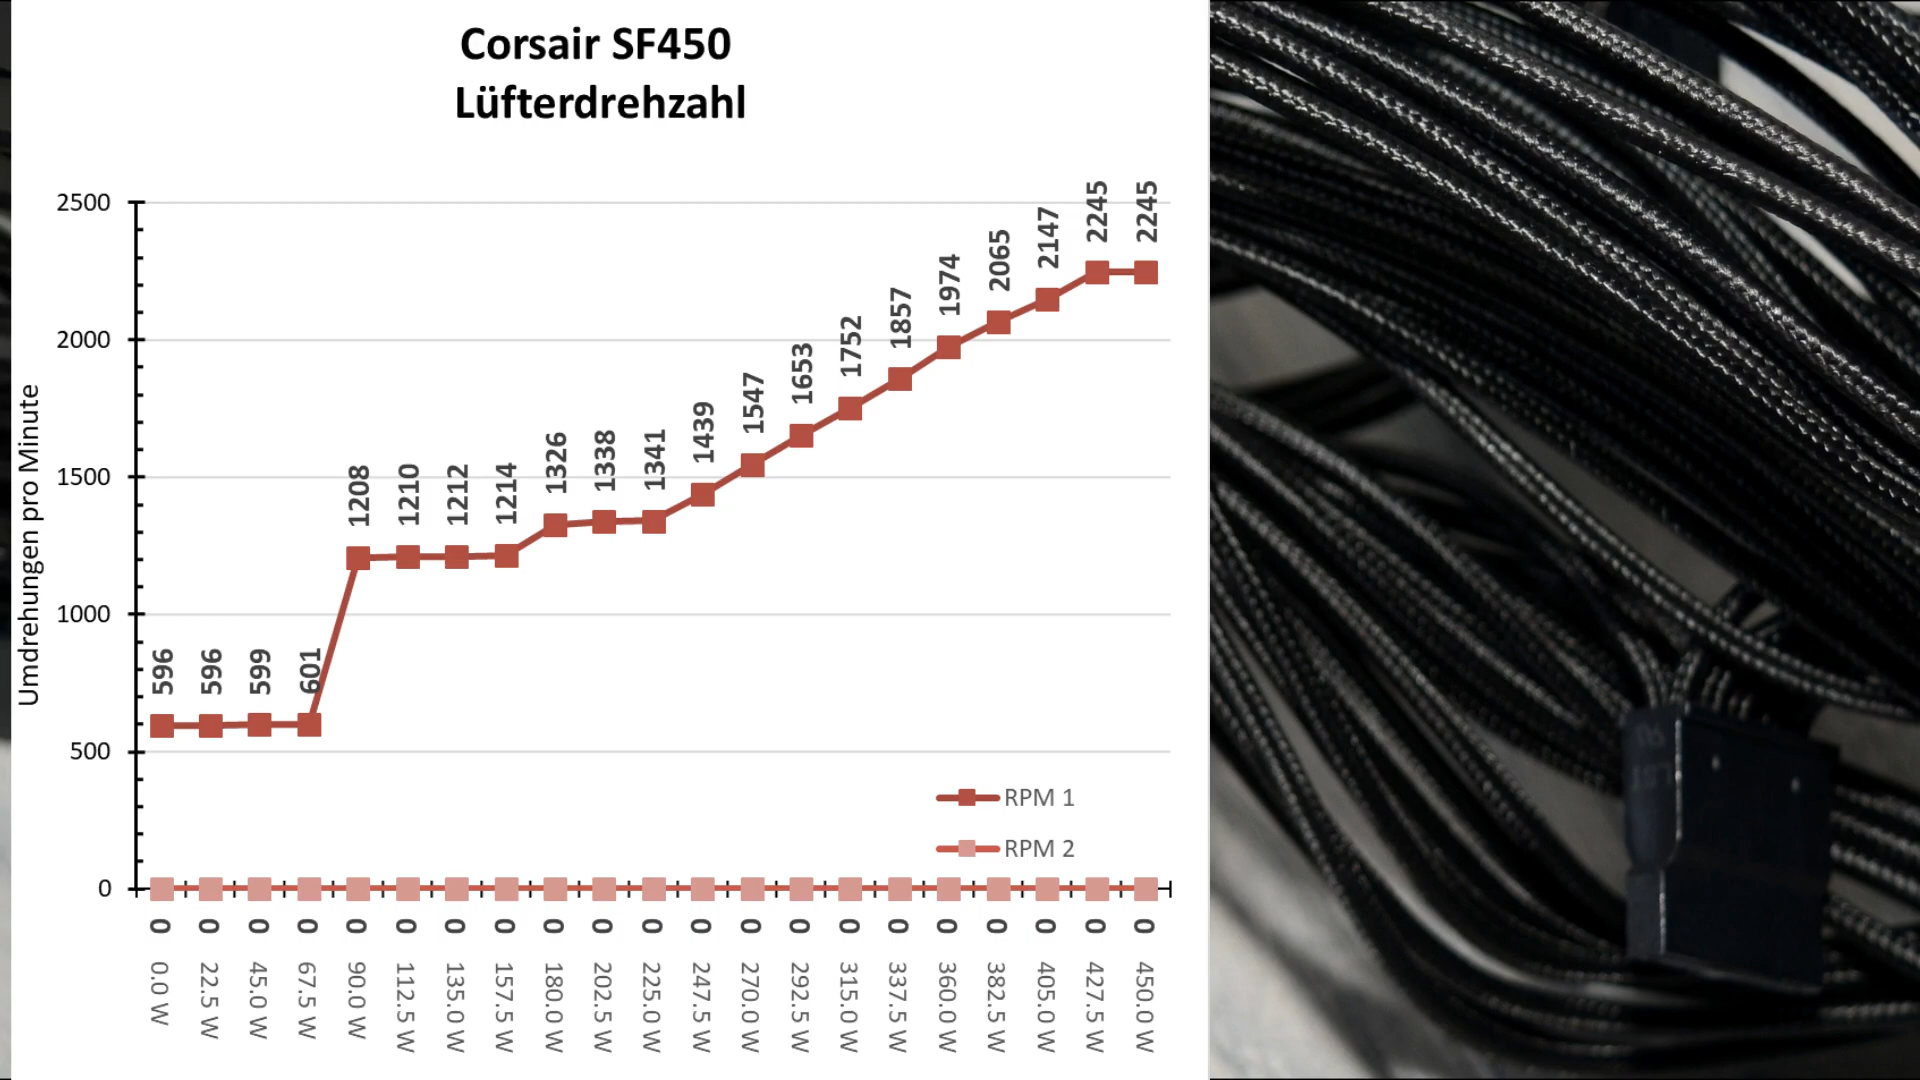 Corsair SF450
Lüfterdrehzahl
Umdrehungen pro Minute
2500
2000
1500
1000
500
0
596 596 599 601 1208 1210 1212 1214 1326 1338 1341 1439 1547 1653 1752 1857 1974 2065 2147 2245 2245
RPM 1
RPM 2
0 0 0 0 0 0 0 0 0 0 0 0 0 0 0 0 0 0 0 0 0
0.0 W 22.5 W 45.0 W 67.5 W 90.0 W 112.5 W 135.0 W 157.5 W 180.0 W 202.5 W 225.0 W 247.5 W 270.0 W 292.5 W 315.0 W 337.5 W 360.0 W 382.5 W 405.0 W 427.5 W 450.0 W